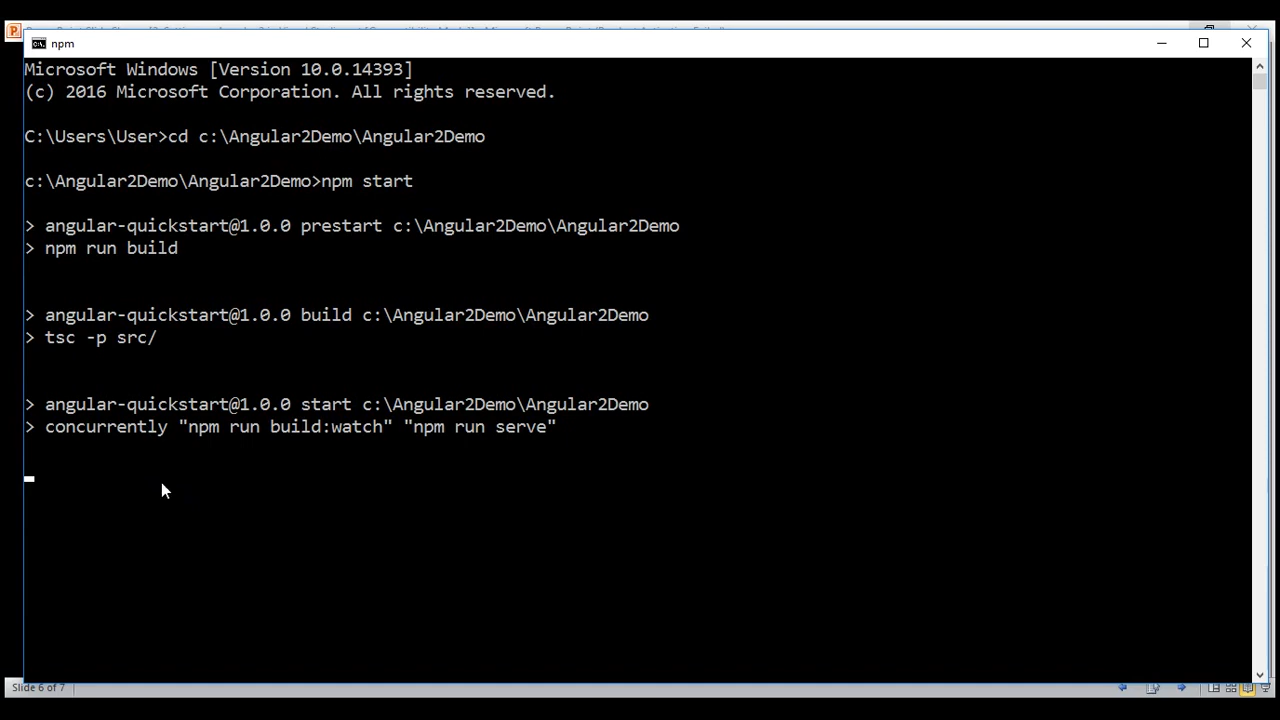 npm
Microsoft Windows [Version 10.0.14393]
(c) 2016 Microsoft Corporation. All rights reserved.
C:\Users\User>cd c:\Angular2Demo\Angular2Demo
c:\Angular2Demo\Angular2Demo>npm start
> angular-quickstart@1.0.0 prestart c:\Angular2Demo\Angular2Demo
> npm run build
> angular-quickstart@1.0.0 build c:\Angular2Demo\Angular2Demo
> tsc -p src/
> angular-quickstart@1.0.0 start c:\Angular2Demo\Angular2Demo
> concurrently "npm run build:watch" "npm run serve"
Slide 6 of 7